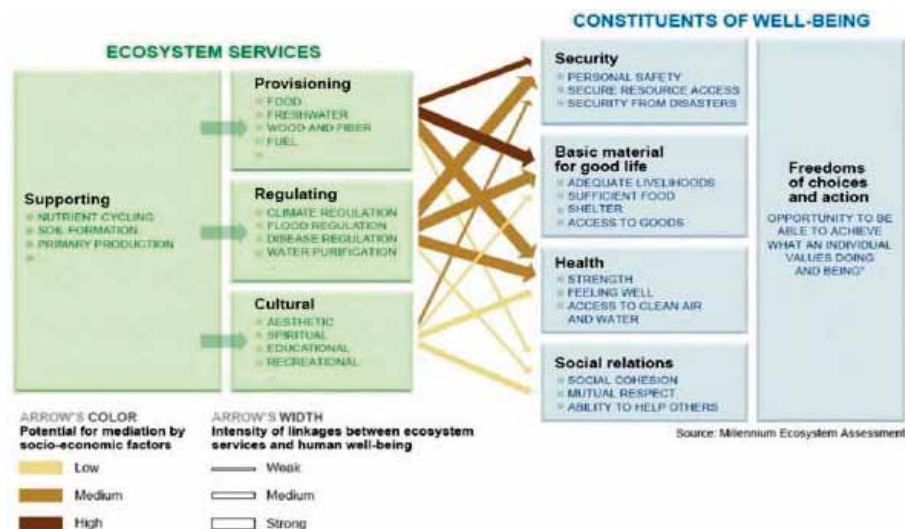 CONSTITUENTS OF WELL-BEING
ECOSYSTEM SERVICES
Supporting
NUTRIENT CYCLING
SOIL FORMATION
PRIMARY PRODUCTION
Provisioning
FOOD
FRESHWATER
WOOD AND FIBER
FUEL
Regulating
CLIMATE REGULATION
FLOOD REGULATION
DISEASE REGULATION
WATER PURIFICATION
Cultural
AESTHETIC
SPIRITUAL
EDUCATIONAL
RECREATIONAL
Security
PERSONAL SAFETY
SECURE RESOURCE ACCESS
SECURITY FROM DISASTERS
Basic material
for good life
ADEQUATE LIVELIHOODS
SUFFICIENT FOOD
SHELTER
ACCESS TO GOODS
Health
STRENGTH
FEELING WELL
ACCESS TO CLEAN AIR
AND WATER
Social relations
SOCIAL COHESION
MUTUAL RESPECT
ABILITY TO HELP OTHERS
Freedoms
of choices
and action
OPPORTUNITY TO BE
ABLE TO ACHIEVE
WHAT AN INDIVIDUAL
VALUES DOING
AND BEING"
Source: Millennium Ecosystem Assessment
ARROW'S COLOR
Potential for mediation by
socio-economic factors
Low
Medium
High
ARROW'S WIDTH
Intensity of linkages between ecosystem
services and human well-being
Weak
Medium
Strong